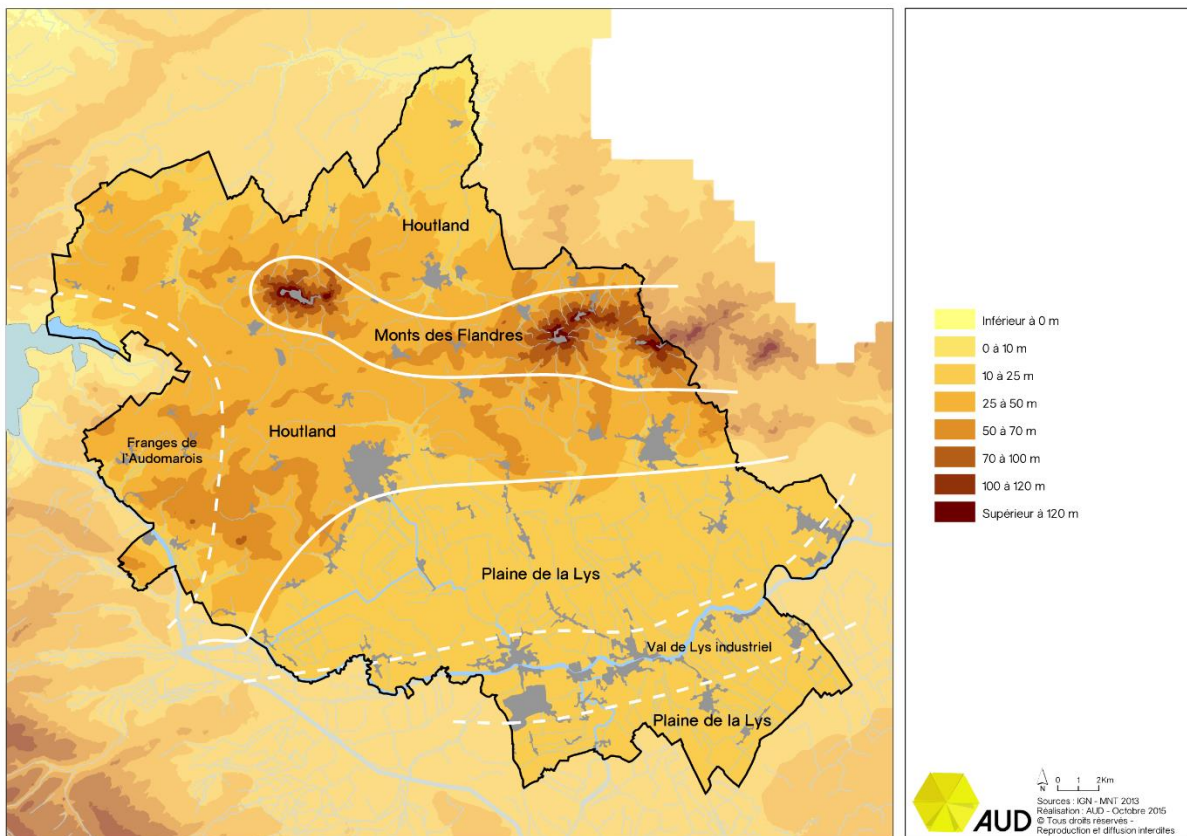 Houtland
Monts des Flandres
Franges de
l'Audomarois
Houtland
Plaine de la Lys
Val de Lys industriel
Plaine de la Lys
Inférieur à 0 m
0 à 10 m
10 à 25 m
25 à 50 m
50 à 70 m
70 à 100 m
100 à 120 m
Supérieur à 120 m
AUD
N
0 1 2Km
Sources : IGN - MNT 2013
Réalisation : AUD - Octobre 2015
© Tous droits réservés -
Reproduction et diffusion interdites